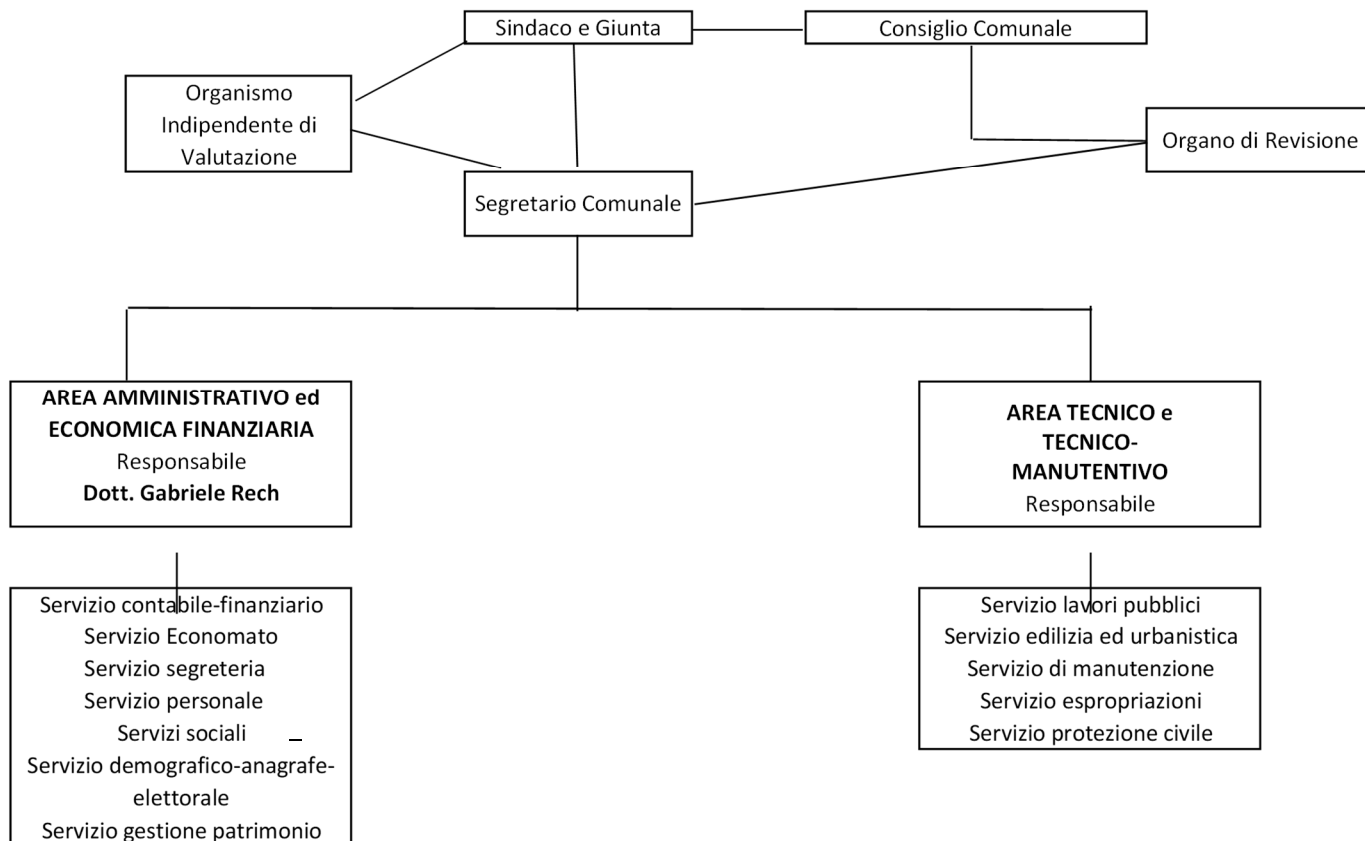 Sindaco e Giunta
Consiglio Comunale
Organismo
Indipendente di
Valutazione
Organo di Revisione
Segretario Comunale
AREA AMMINISTRATIVO ed
ECONOMICA FINANZIARIA
Responsabile
Dott. Gabriele Rech
AREA TECNICO e
TECNICO-
MANUTENTIVO
Responsabile
Servizio contabile-finanziario
Servizio Economato
Servizio segreteria
Servizio personale
Servizi sociali _
Servizio demografico-anagrafe-
elettorale
Servizio gestione patrimonio
Servizio lavori pubblici
Servizio edilizia ed urbanistica
Servizio di manutenzione
Servizio espropriazioni
Servizio protezione civile